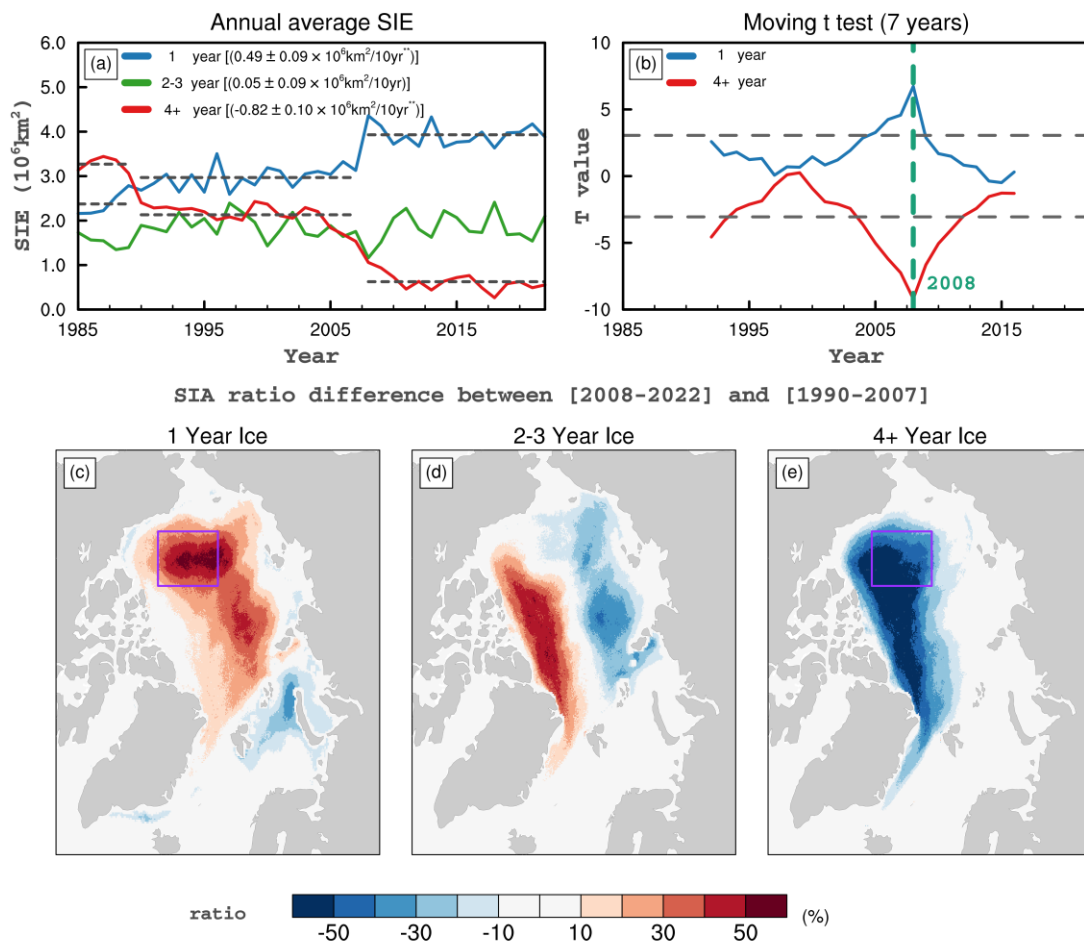 Annual average SIE
Moving t test (7 years)
6.0
5.0
4.0
3.0
2.0
1.0
0.0
SIE (10⁶km²)
(a)
1 year [(0.49 ± 0.09 × 10⁶km²/10yr**)]
2-3 year [(0.05 ± 0.09 × 10⁶km²/10yr)]
4+ year [(-0.82 ± 0.10 × 10⁶km²/10yr**)]
1985 1995 2005 2015
Year
10
5
0
-5
-10
T value
(b)
1 year
4+ year
2008
1985 1995 2005 2015
Year
SIA ratio difference between [2008-2022] and [1990-2007]
1 Year Ice
2-3 Year Ice
4+ Year Ice
(c)
(d)
(e)
ratio
-50 -30 -10 10 30 50
(%)